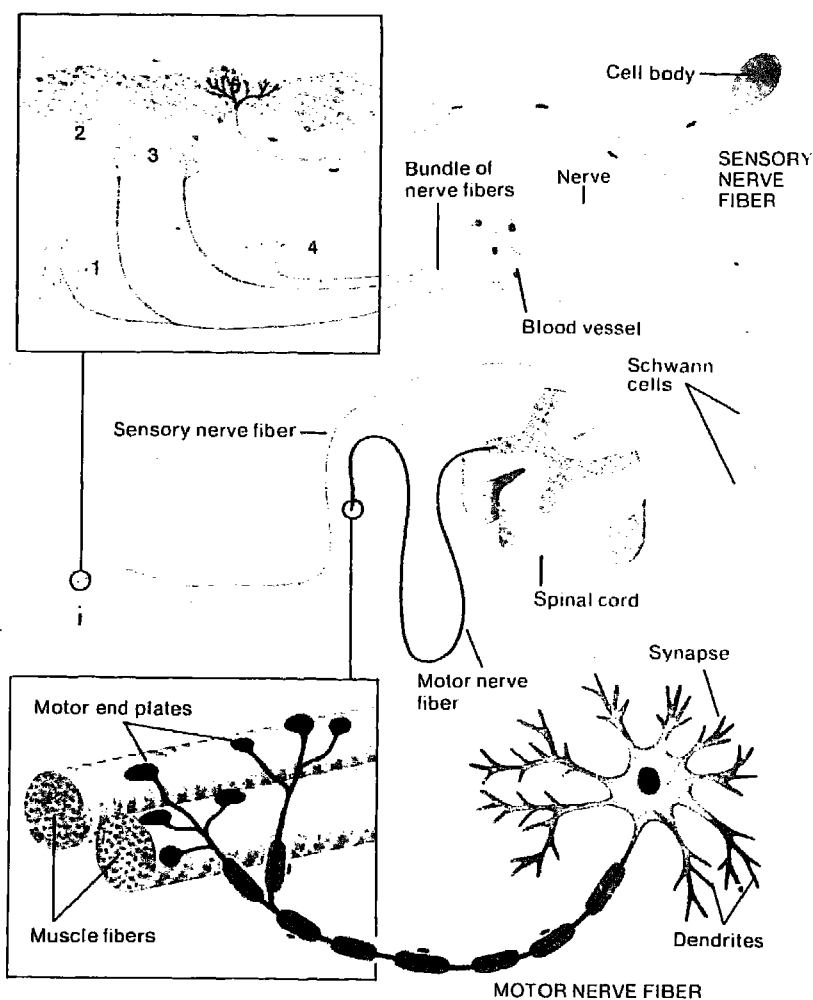 Cell body
SENSORY
NERVE
FIBER
2
3
Bundle of
nerve fibers
Nerve
1
4
Blood vessel
Schwann
cells
Sensory nerve fiber
Spinal cord
i
Synapse
Motor nerve
fiber
Motor end plates
Muscle fibers
Dendrites
MOTOR NERVE FIBER